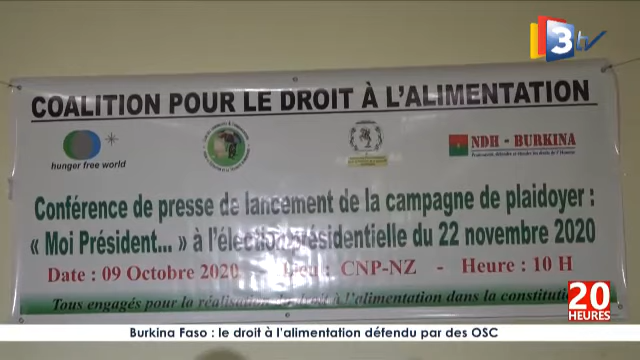 3tv
COALITION POUR LE DROIT À L'ALIMENTATION
hunger free world
NDH - BURKINA
Conférence de presse de lancement de la campagne de plaidoyer :
« Moi Président... » à l'élection présidentielle du 22 novembre 2020
Date : 09 Octobre 2020 - Lieu : CNP-NZ - Heure : 10 H
Tous engagés pour la réalisation du droit à l'alimentation dans la constitution
20
HEURES
Burkina Faso : le droit à l'alimentation défendu par des OSC